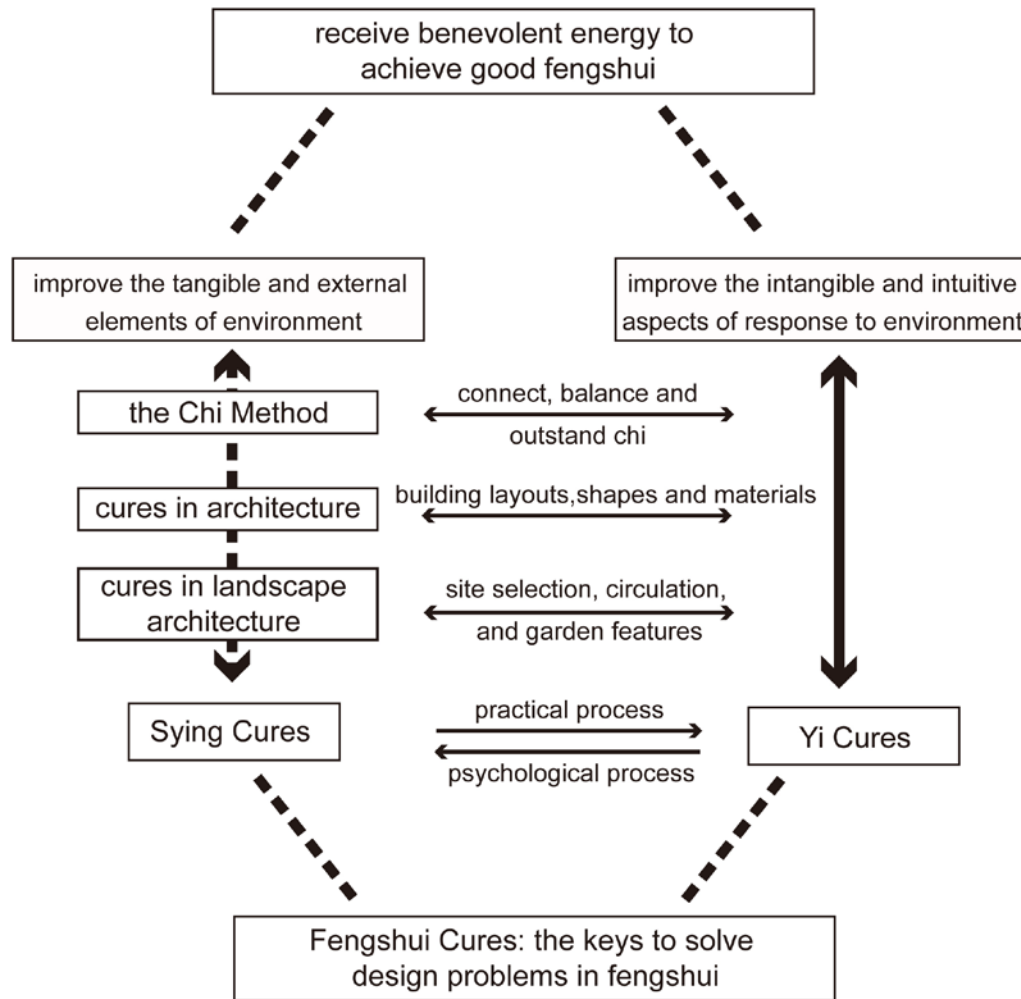 receive benevolent energy to
achieve good fengshui
improve the tangible and external
elements of environment
improve the intangible and intuitive
aspects of response to environment
the Chi Method
connect, balance and
outstand chi
cures in architecture
building layouts,shapes and materials
cures in landscape
architecture
site selection, circulation,
and garden features
Sying Cures
practical process
psychological process
Yi Cures
Fengshui Cures: the keys to solve
design problems in fengshui